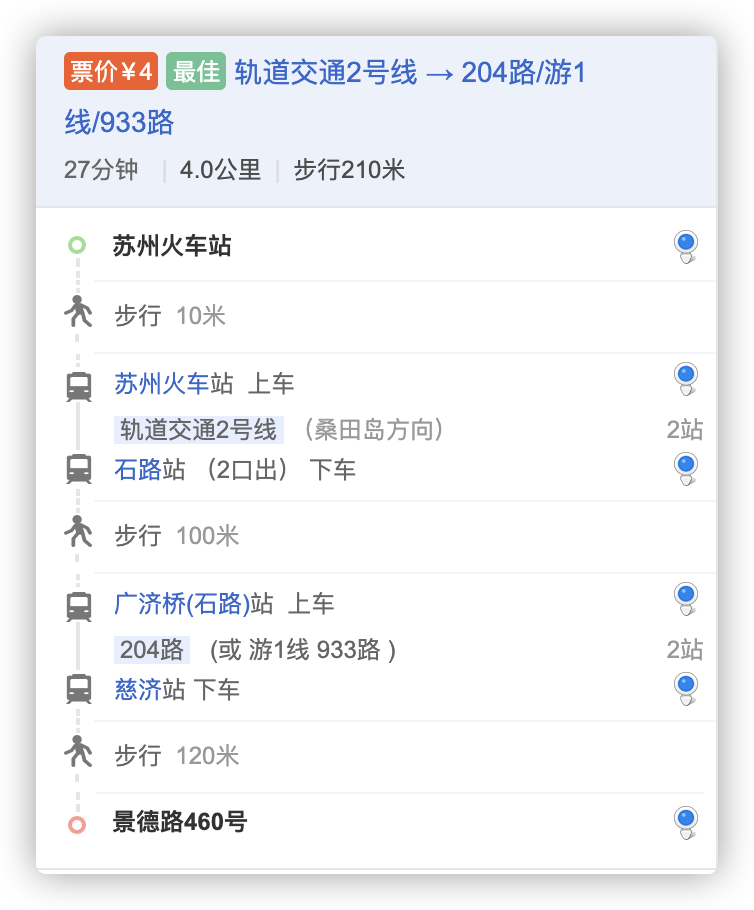 票价¥4 最佳 轨道交通2号线 → 204路/游1
线/933路
27分钟 | 4.0公里 | 步行210米
苏州火车站
步行 10米
苏州火车站 上车
轨道交通2号线 （桑田岛方向） 2站
石路站 （2口出） 下车
步行 100米
广济桥(石路)站 上车
204路 (或 游1线 933路 ) 2站
慈济站 下车
步行 120米
景德路460号